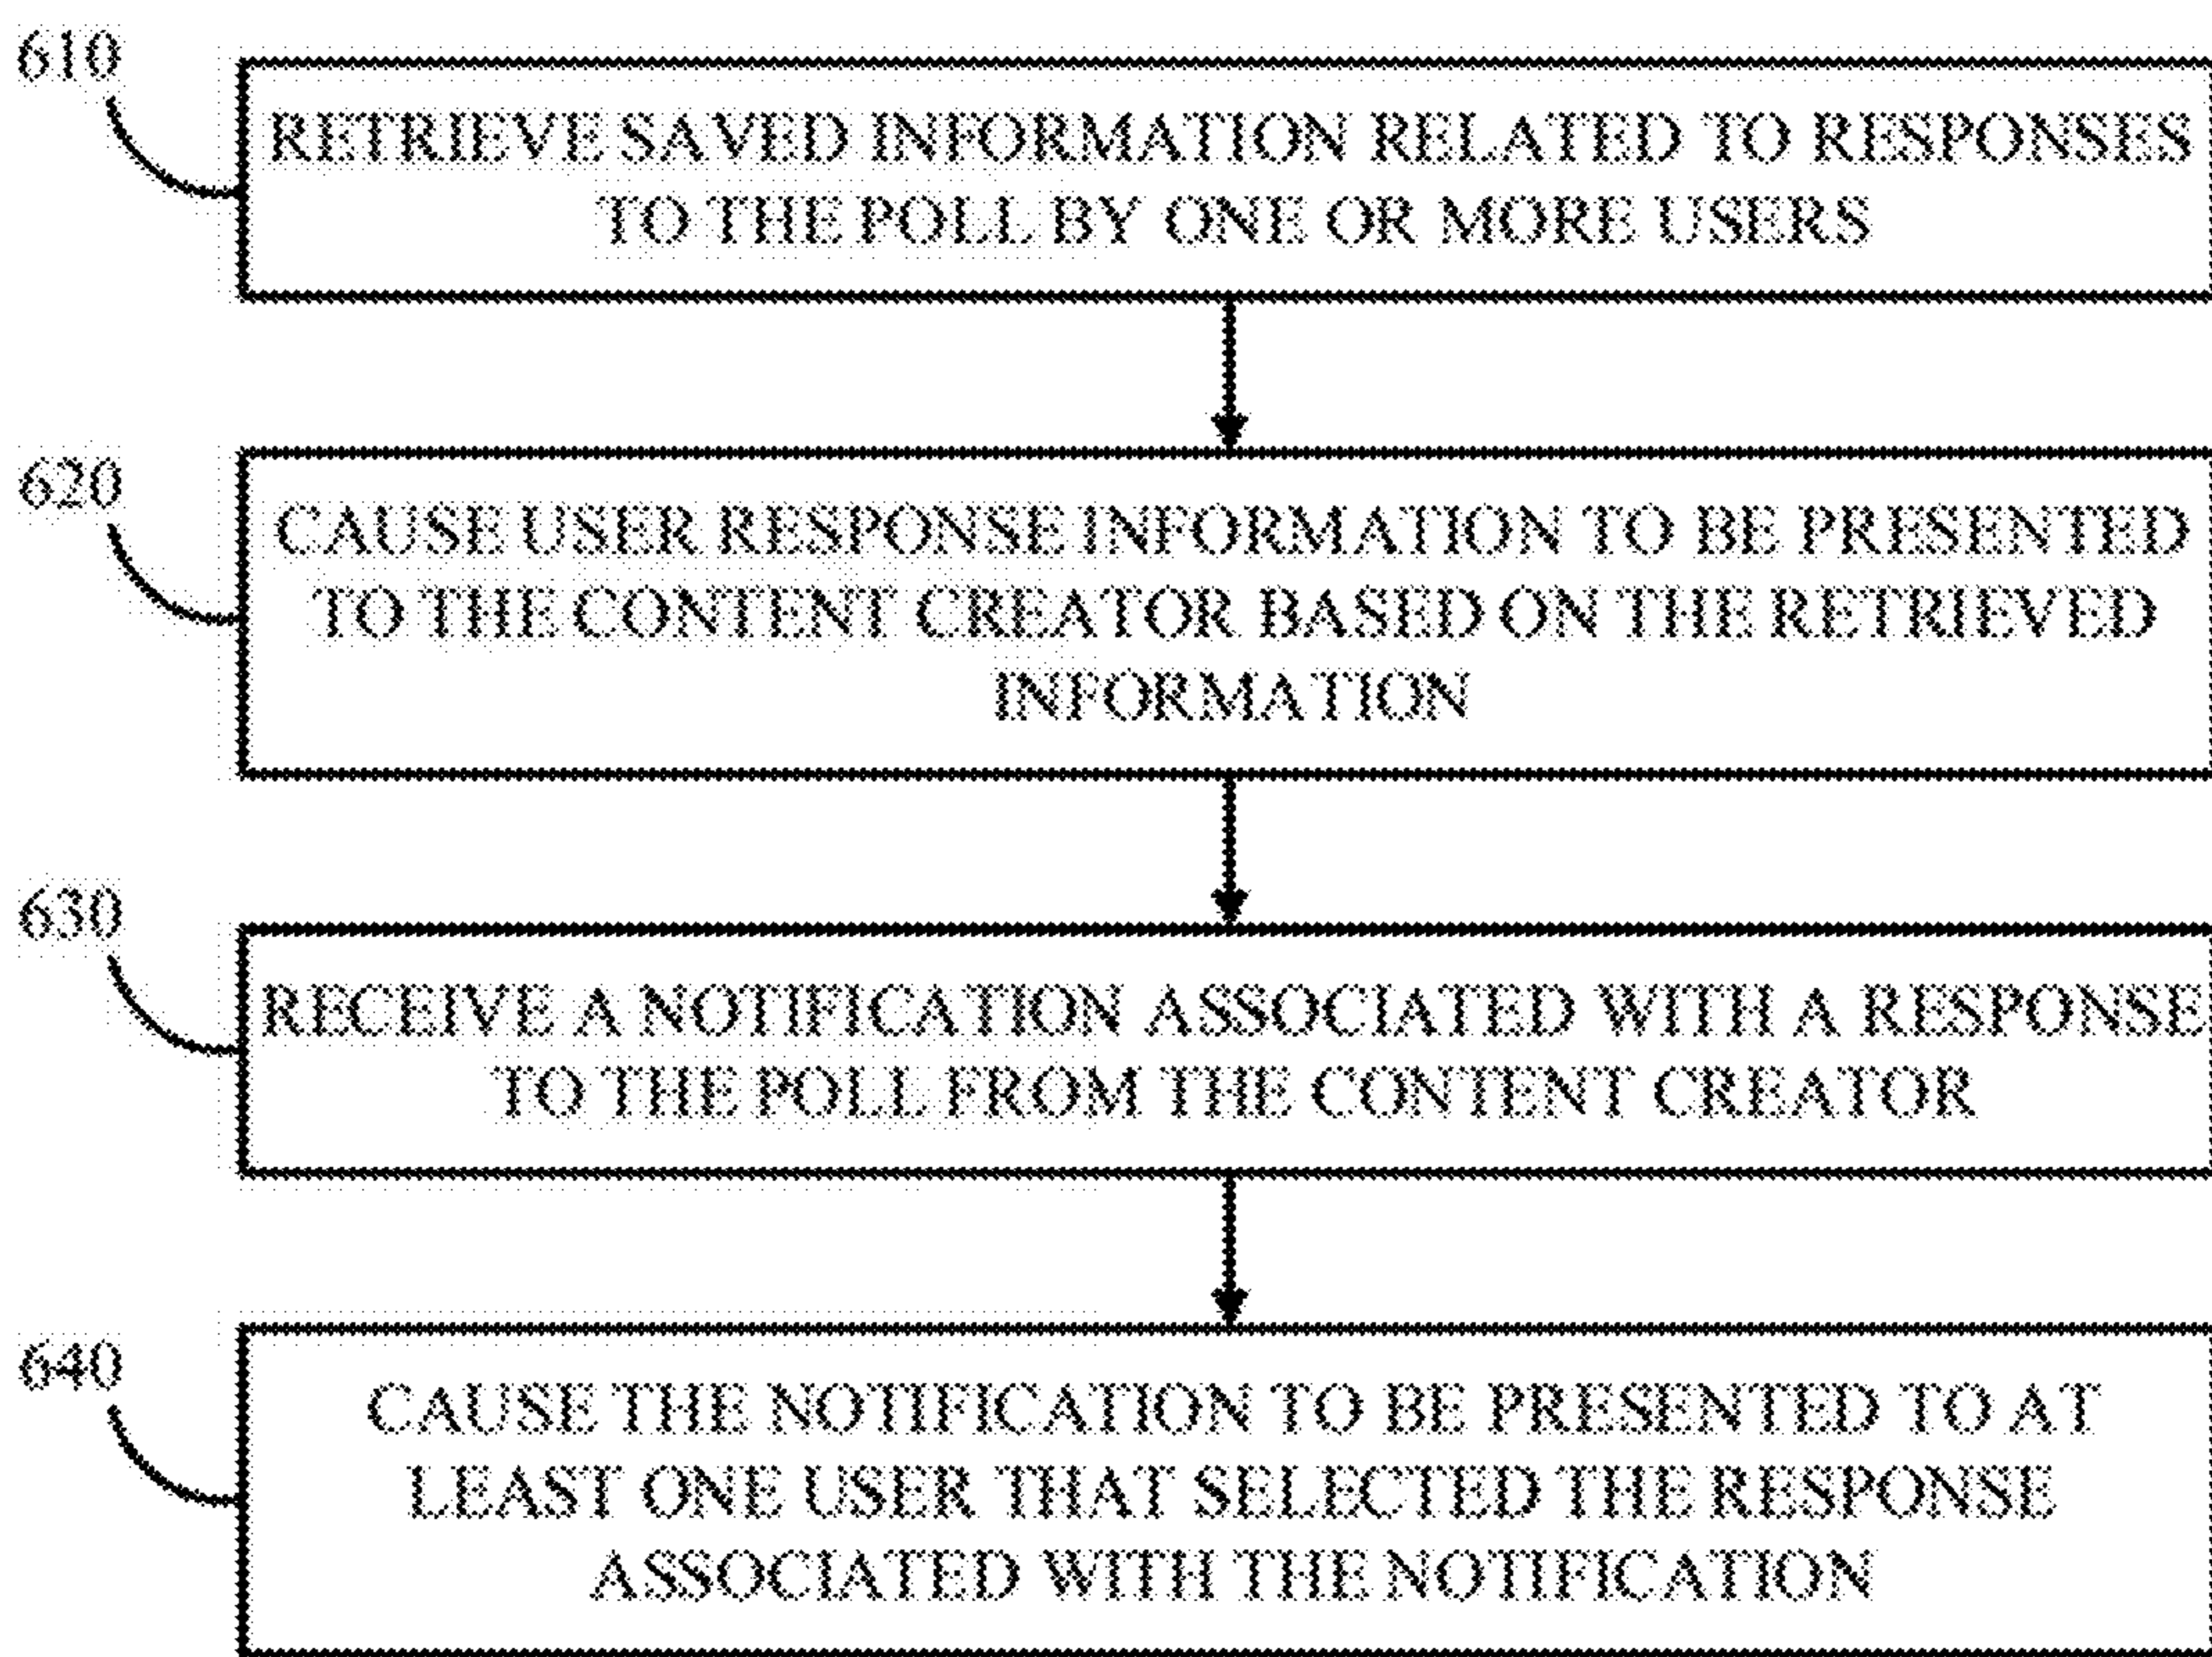 610
RETRIEVE SAVED INFORMATION RELATED TO RESPONSES
TO THE POLL BY ONE OR MORE USERS
620
CAUSE USER RESPONSE INFORMATION TO BE PRESENTED
TO THE CONTENT CREATOR BASED ON THE RETRIEVED
INFORMATION
630
RECEIVE A NOTIFICATION ASSOCIATED WITH A RESPONSE
TO THE POLL FROM THE CONTENT CREATOR
640
CAUSE THE NOTIFICATION TO BE PRESENTED TO AT
LEAST ONE USER THAT SELECTED THE RESPONSE
ASSOCIATED WITH THE NOTIFICATION